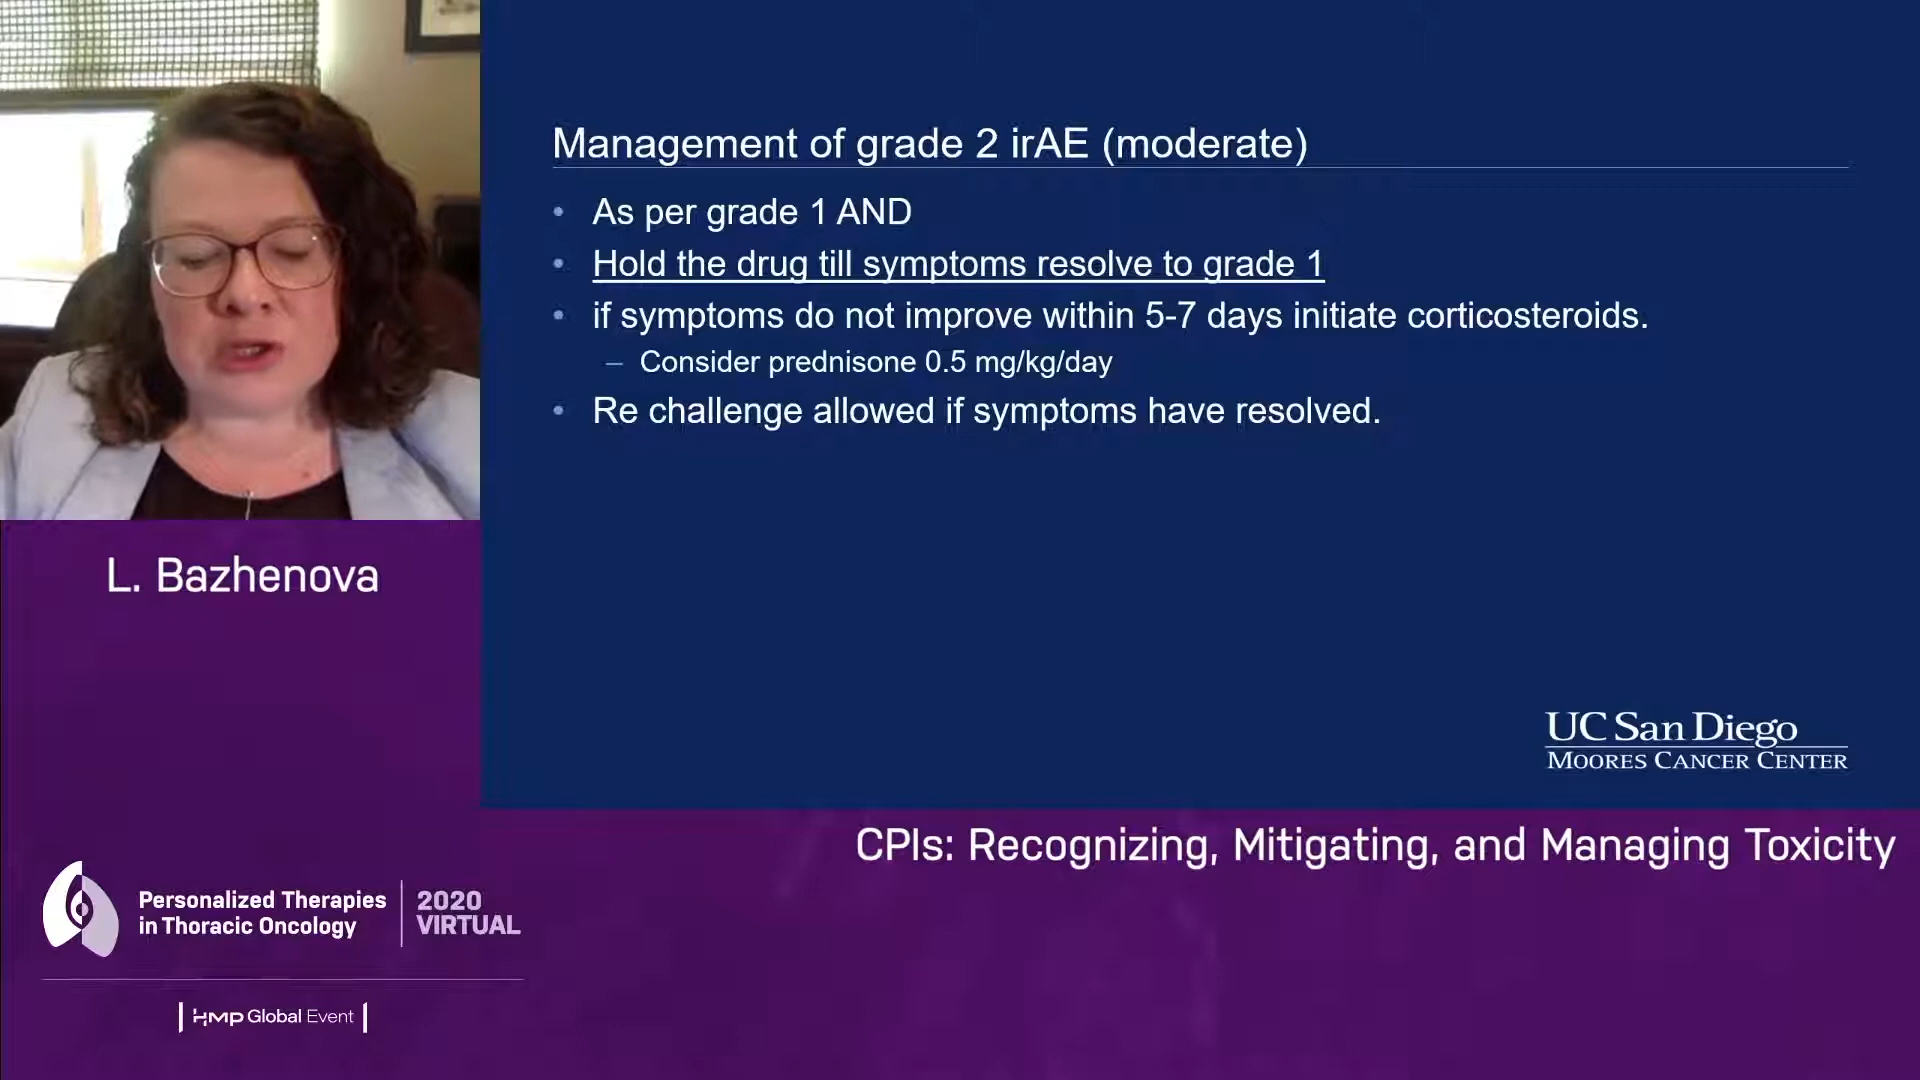 Management of grade 2 irAE (moderate)
• As per grade 1 AND
• Hold the drug till symptoms resolve to grade 1
• if symptoms do not improve within 5-7 days initiate corticosteroids.
– Consider prednisone 0.5 mg/kg/day
• Re challenge allowed if symptoms have resolved.
UC San Diego
MOORES CANCER CENTER
L. Bazhenova
CPIs: Recognizing, Mitigating, and Managing Toxicity
Personalized Therapies
in Thoracic Oncology
2020
VIRTUAL
HMP Global Event